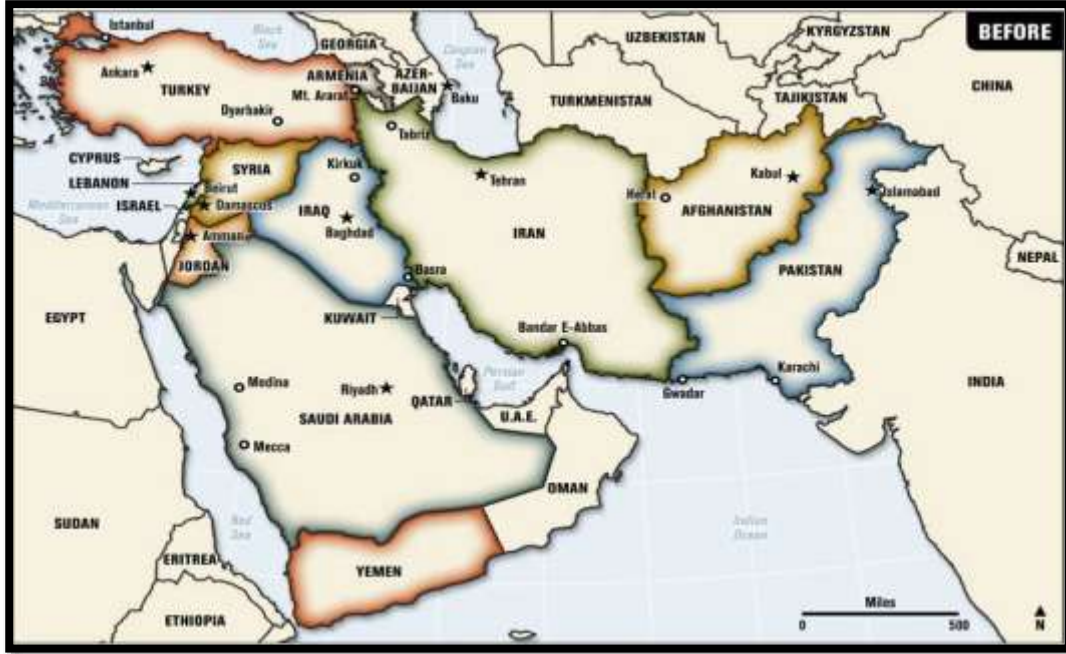 BEFORE
Istanbul
Black
Sea
GEORGIA
Caspian
Sea
UZBEKISTAN
KYRGYZSTAN
Ankara
TURKEY
ARMENIA
AZER-
BAIJAN
Mt. Ararat
Baku
TURKMENISTAN
TAJIKISTAN
CHINA
Dyarbakir
Tabriz
CYPRUS
SYRIA
Kirkuk
Tehran
Kabul
LEBANON
Beirut
Herat
Islamabad
Mediterranean
Sea
ISRAEL
Damascus
IRAQ
AFGHANISTAN
Baghdad
IRAN
Amman
JORDAN
Basra
PAKISTAN
NEPAL
EGYPT
KUWAIT
Bandar E-Abbas
Medina
Riyadh
Persian
Gulf
Karachi
QATAR
Gwadar
INDIA
SAUDI ARABIA
U.A.E.
Mecca
OMAN
SUDAN
Red
Sea
Indian
Ocean
ERITREA
YEMEN
Miles
0
500
N
ETHIOPIA